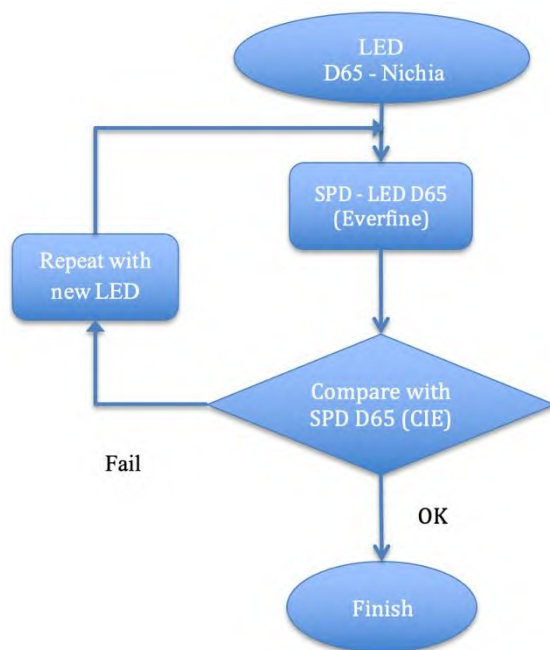 LED
D65 - Nichia
SPD - LED D65
(Everfine)
Repeat with
new LED
Compare with
SPD D65 (CIE)
Fail
OK
Finish